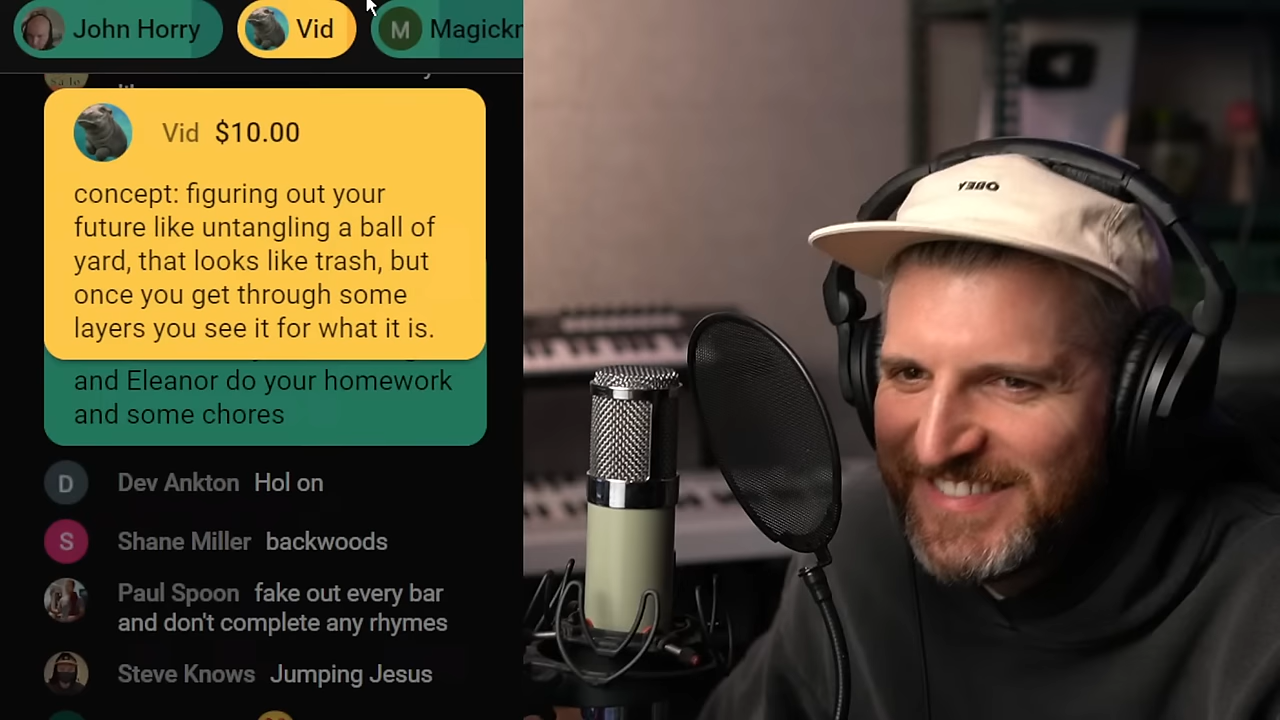 John Horry
Vid
M
Magickr
Vid $10.00
concept: figuring out your
future like untangling a ball of
yard, that looks like trash, but
once you get through some
layers you see it for what it is.
and Eleanor do your homework
and some chores
D
Dev Ankton Hol on
S
Shane Miller backwoods
Paul Spoon fake out every bar
and don't complete any rhymes
Steve Knows Jumping Jesus
OBEY